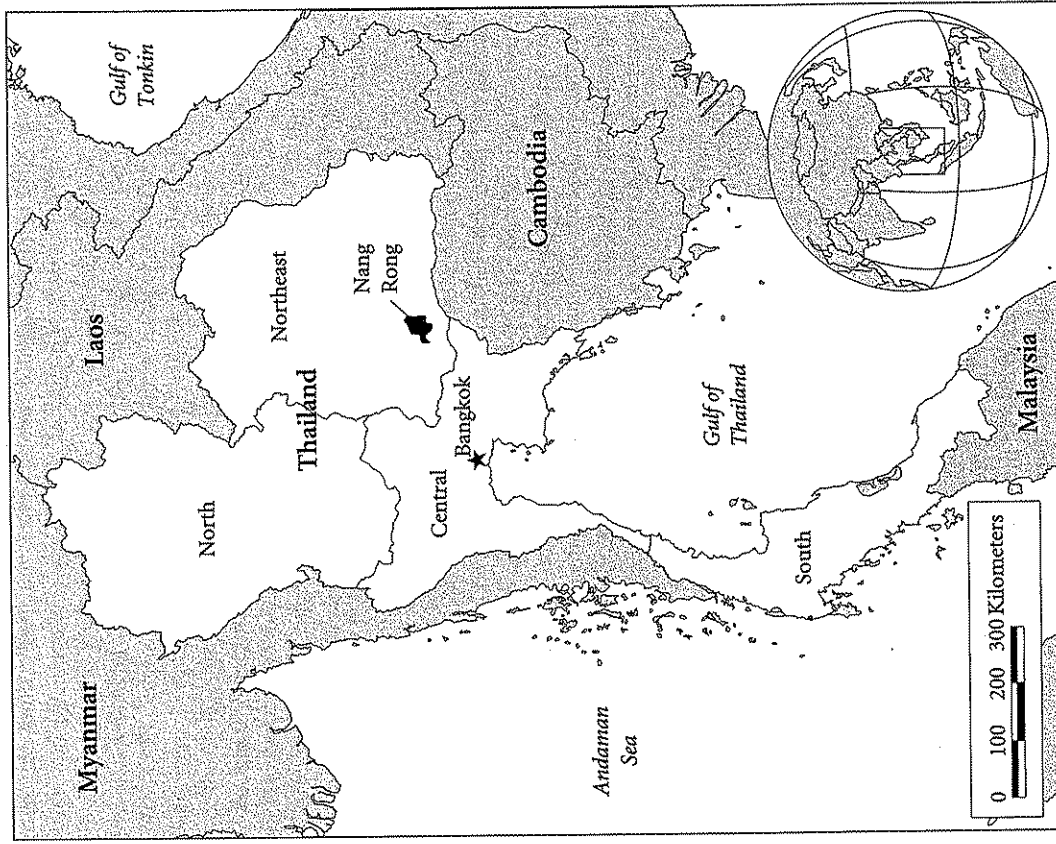 Gulf of
Tonkin
Laos
Myanmar
North
Northeast
Thailand
Nang
Rong
Central
Bangkok
Cambodia
Andaman
Sea
Gulf of
Thailand
South
Malaysia
0 100 200 300 Kilometers